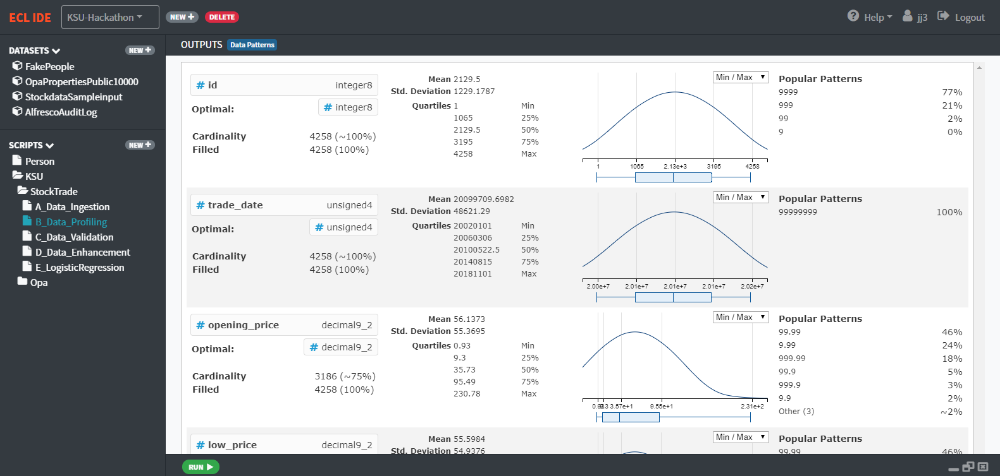 ECL IDE KSU-Hackathon NEW DELETE Help jj3 Logout
DATASETS NEW
FakePeople
OpaPropertiesPublic10000
StockdataSampleinput
AlfrescoAuditLog
SCRIPTS NEW
Person
KSU
StockTrade
A_Data_Ingestion
B_Data_Profiling
C_Data_Validation
D_Data_Enhancement
E_LogisticRegression
Opa
OUTPUTS Data Patterns
# id integer8
Optimal: # integer8
Cardinality 4258 (~100%)
Filled 4258 (100%)
Mean 2129.5
Std. Deviation 1229.1787
Quartiles 1 Min
1065 25%
2129.5 50%
3195 75%
4258 Max
Min / Max
1 1065 2.13e+3 3195 4258
Popular Patterns
9999 77%
999 21%
99 2%
9 0%
# trade_date unsigned4
Optimal: # unsigned4
Cardinality 4258 (~100%)
Filled 4258 (100%)
Mean 20099709.6982
Std. Deviation 48621.29
Quartiles 20020101 Min
20060306 25%
20100522.5 50%
20140815 75%
20181101 Max
Min / Max
2.00e+7 2.01e+7 2.01e+7 2.01e+7 2.02e+7
Popular Patterns
99999999 100%
# opening_price decimal9_2
Optimal: # decimal9_2
Cardinality 3186 (~75%)
Filled 4258 (100%)
Mean 56.1373
Std. Deviation 55.3695
Quartiles 0.93 Min
9.3 25%
35.73 50%
95.49 75%
230.78 Max
Min / Max
3.57e+1 9.55e+1 2.31e+2
Popular Patterns
99.99 46%
9.99 24%
999.99 18%
99.9 5%
999.9 3%
9.9 2%
Other (3) ~2%
# low_price decimal9_2
Mean 55.5984
Std. Deviation 54.9376
Min / Max
Popular Patterns
99.99 46%
RUN